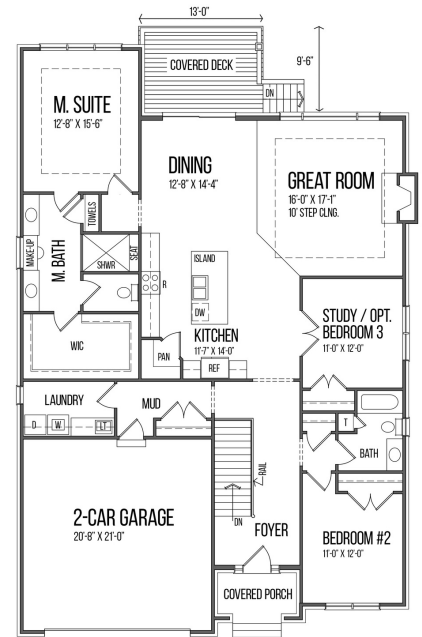 13'-0"
9'-6"
COVERED DECK
DN
M. SUITE
12'-8" X 15'-6"
DINING
12'-8" X 14'-4"
GREAT ROOM
16'-0" X 17'-1"
10' STEP CLNG.
TOWELS
MAKE-UP
M. BATH
SHWR
SEAT
ISLAND
R
DW
KITCHEN
11'-7" X 14'-0"
STUDY / OPT.
BEDROOM 3
11'-0" X 12'-0"
WIC
PAN
REF
LAUNDRY
MUD
D
W
LT
T
BATH
RAIL
DN
FOYER
2-CAR GARAGE
20'-8" X 21'-0"
BEDROOM #2
11'-0" X 12'-0"
COVERED PORCH